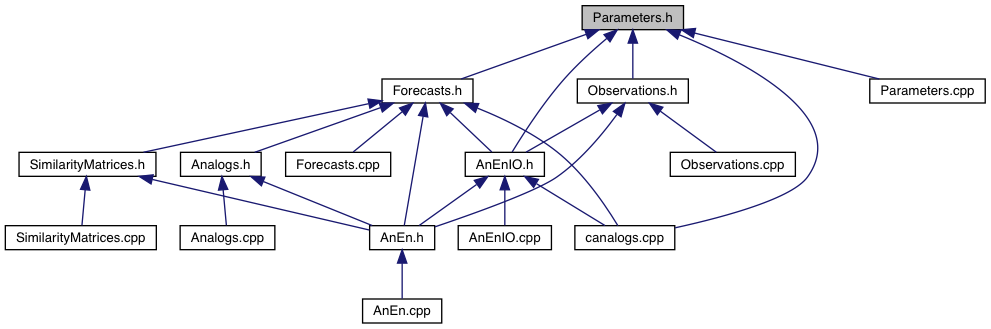 Parameters.h
Forecasts.h
Observations.h
Parameters.cpp
SimilarityMatrices.h
Analogs.h
Forecasts.cpp
AnEnIO.h
Observations.cpp
SimilarityMatrices.cpp
Analogs.cpp
AnEn.h
AnEnIO.cpp
canalogs.cpp
AnEn.cpp